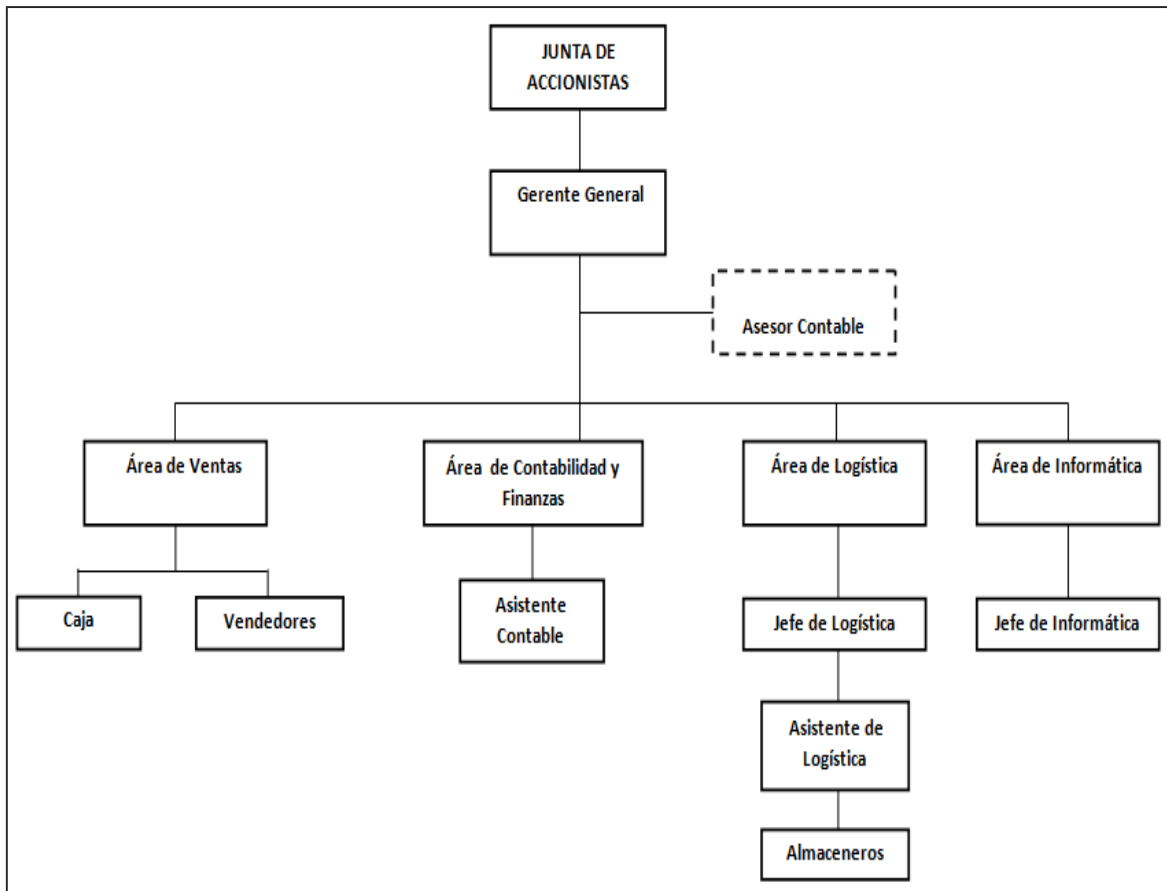 JUNTA DE
ACCIONISTAS
Gerente General
Asesor Contable
Área de Ventas
Área de Contabilidad y
Finanzas
Área de Logística
Área de Informática
Caja
Vendedores
Asistente
Contable
Jefe de Logística
Jefe de Informática
Asistente de
Logística
Almaceneros